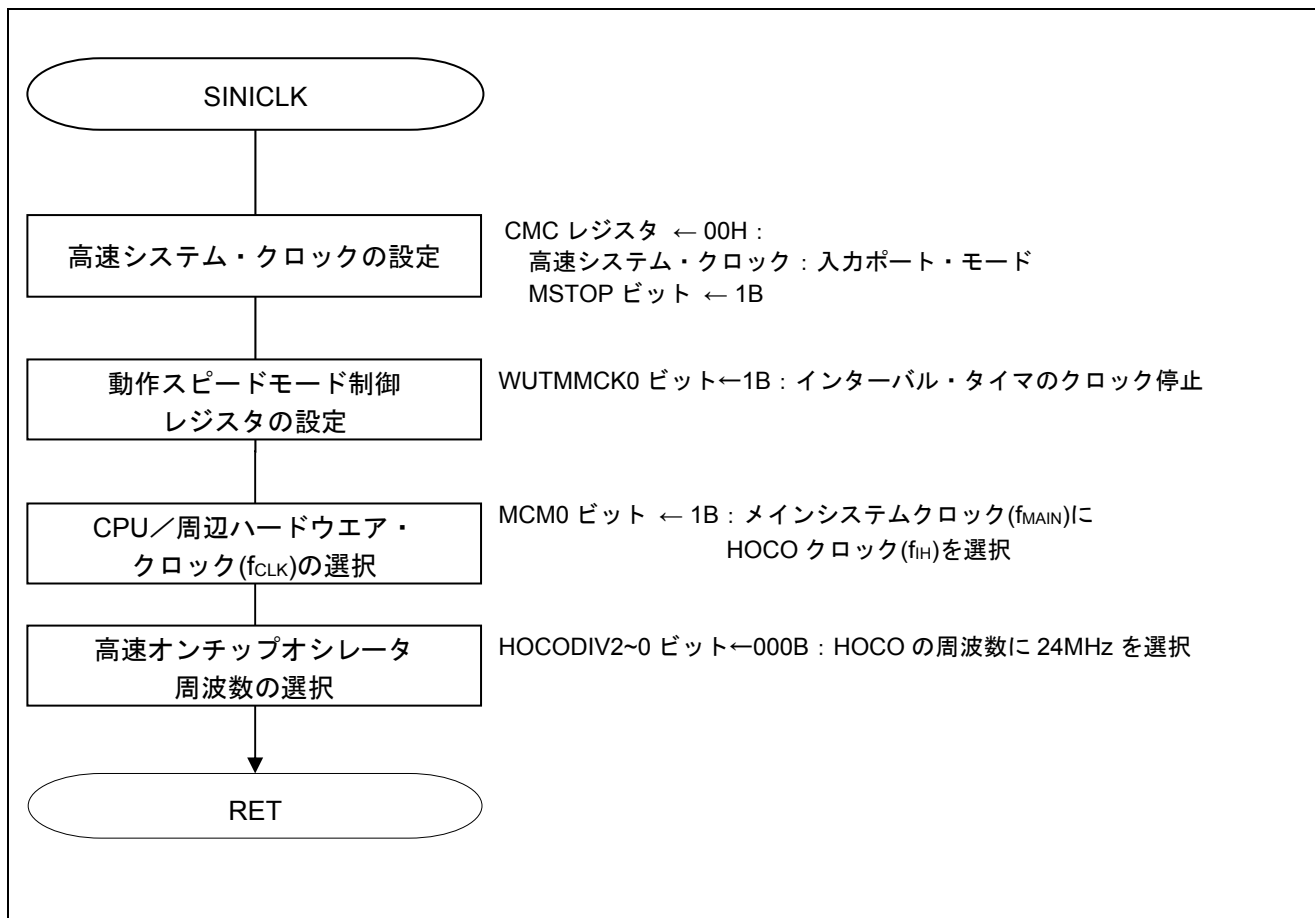 SINICLK
高速システム・クロックの設定
CMC レジスタ ← 00H :
高速システム・クロック : 入力ポート・モード
MSTOP ビット ← 1B
動作スピードモード制御
レジスタの設定
WUTMMCK0 ビット←1B : インターバル・タイマのクロック停止
CPU／周辺ハードウエア・
クロック(fCLK)の選択
MCM0 ビット ← 1B : メインシステムクロック(fMAIN)に
HOCO クロック(fIH)を選択
高速オンチップオシレータ
周波数の選択
HOCODIV2~0 ビット←000B : HOCO の周波数に 24MHz を選択
RET